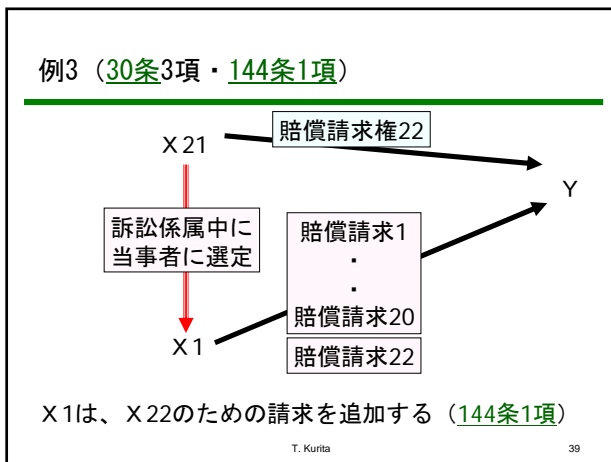 例3（30条3項・144条1項）
X21
賠償請求権22
Y
訴訟係属中に
当事者に選定
賠償請求1
・
・
賠償請求20
賠償請求22
X1
X1は、X22のための請求を追加する（144条1項）
T. Kurita
39